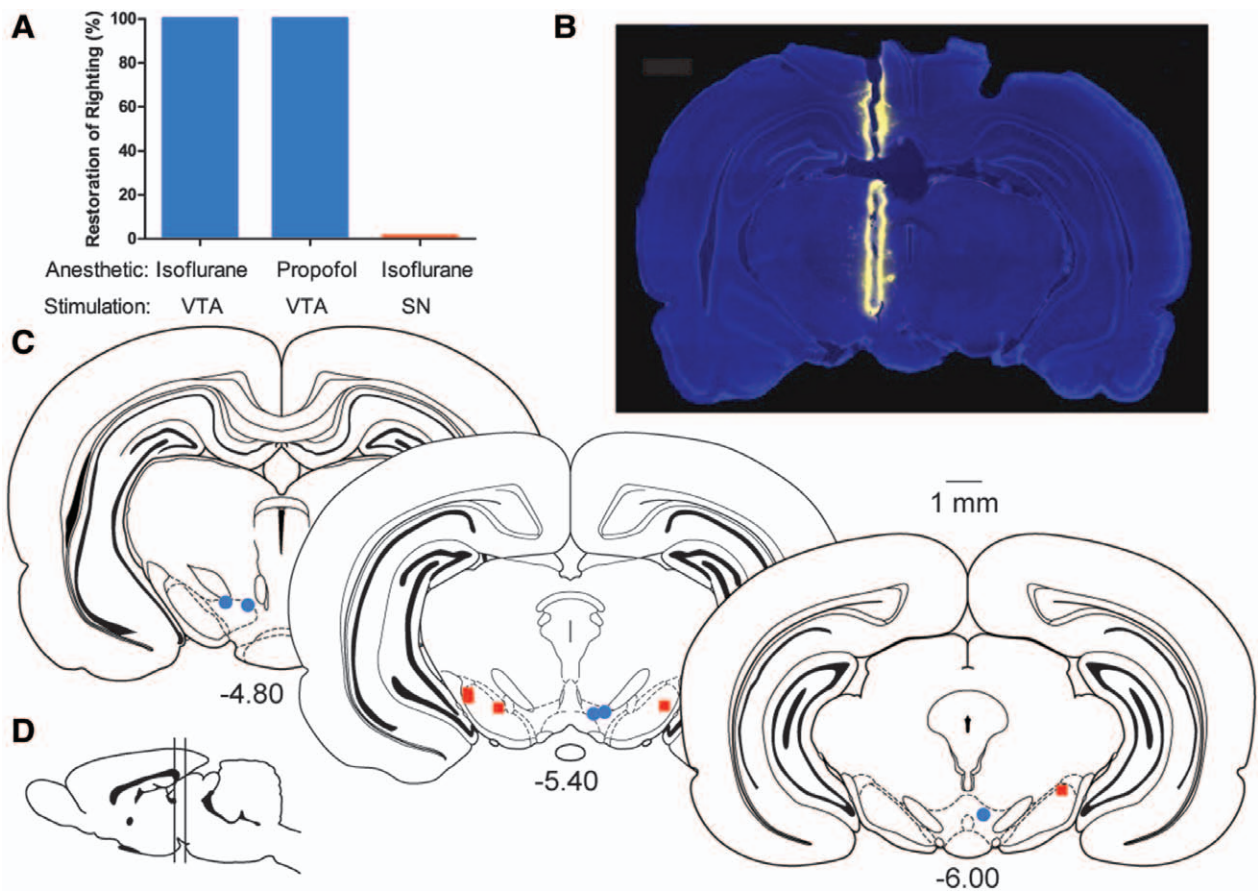 A
Restoration of Righting (%)
100
80
60
40
20
0
Anesthetic: Isoflurane Propofol Isoflurane
Stimulation: VTA VTA SN
B
C
-4.80
-5.40
1 mm
-6.00
D